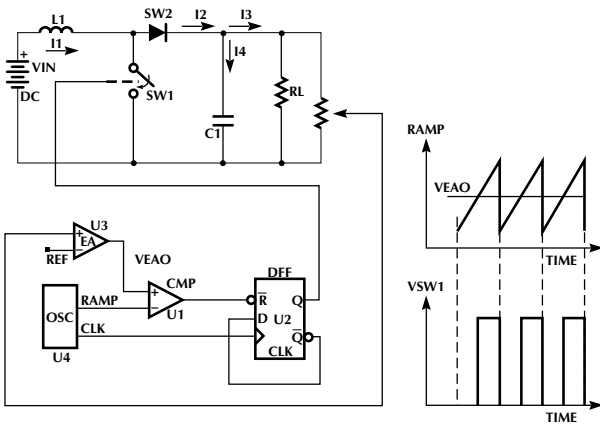 L1
SW2
I2
I3
I1
I4
+
VIN
DC
SW1
RL
C1
RAMP
VEAO
TIME
U3
+
EA
–
REF
VEAO
DFF
CMP
RAMP
+
–
U1
R
Q
OSC
D
U2
Q
CLK
CLK
U4
VSW1
TIME